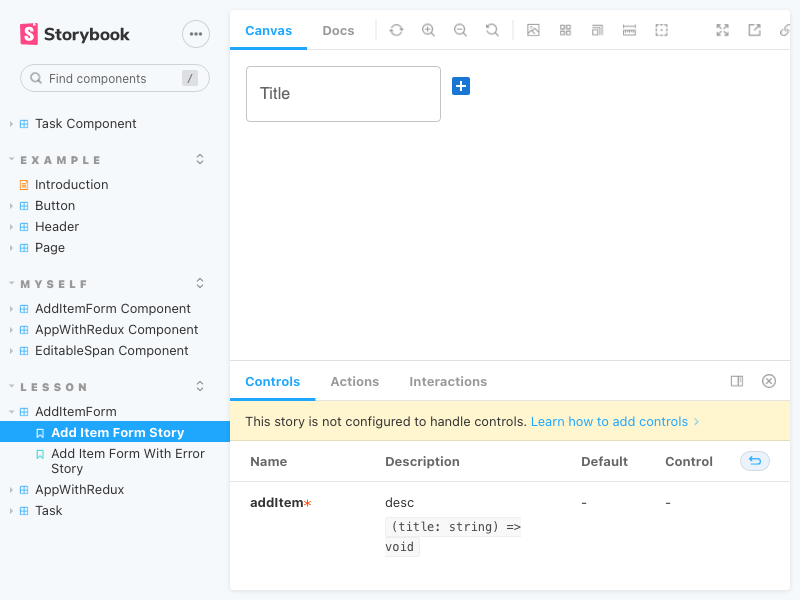 Storybook
Find components
/
Task Component
EXAMPLE
Introduction
Button
Header
Page
MYSELF
AddItemForm Component
AppWithRedux Component
EditableSpan Component
LESSON
AddItemForm
Add Item Form Story
Add Item Form With Error
Story
AppWithRedux
Task
Canvas
Docs
Title
Controls
Actions
Interactions
This story is not configured to handle controls. Learn how to add controls
Name
Description
Default
Control
addItem*
desc
-
-
(title: string) =>
void